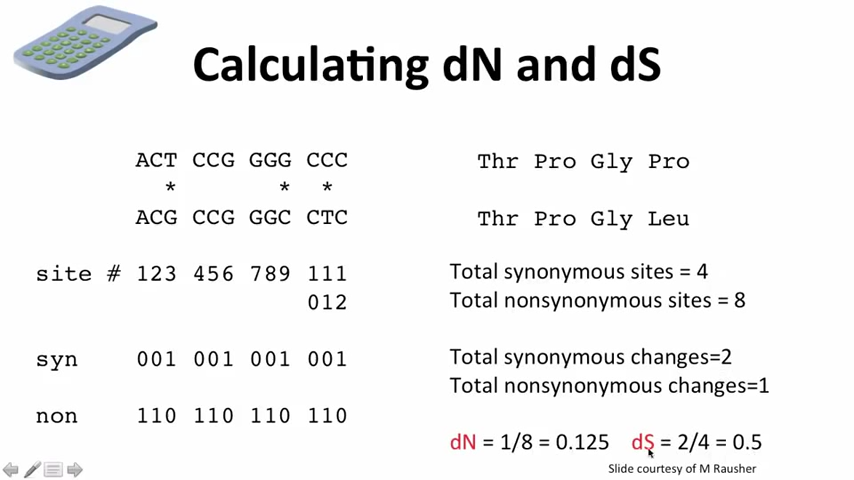 Calculating dN and dS
ACT CCG GGG CCC
* * *
ACG CCG GGC CTC
Thr Pro Gly Pro
Thr Pro Gly Leu
site # 123 456 789 111
012
syn 001 001 001 001
non 110 110 110 110
Total synonymous sites = 4
Total nonsynonymous sites = 8
Total synonymous changes=2
Total nonsynonymous changes=1
dN = 1/8 = 0.125 dS = 2/4 = 0.5
Slide courtesy of M Rausher